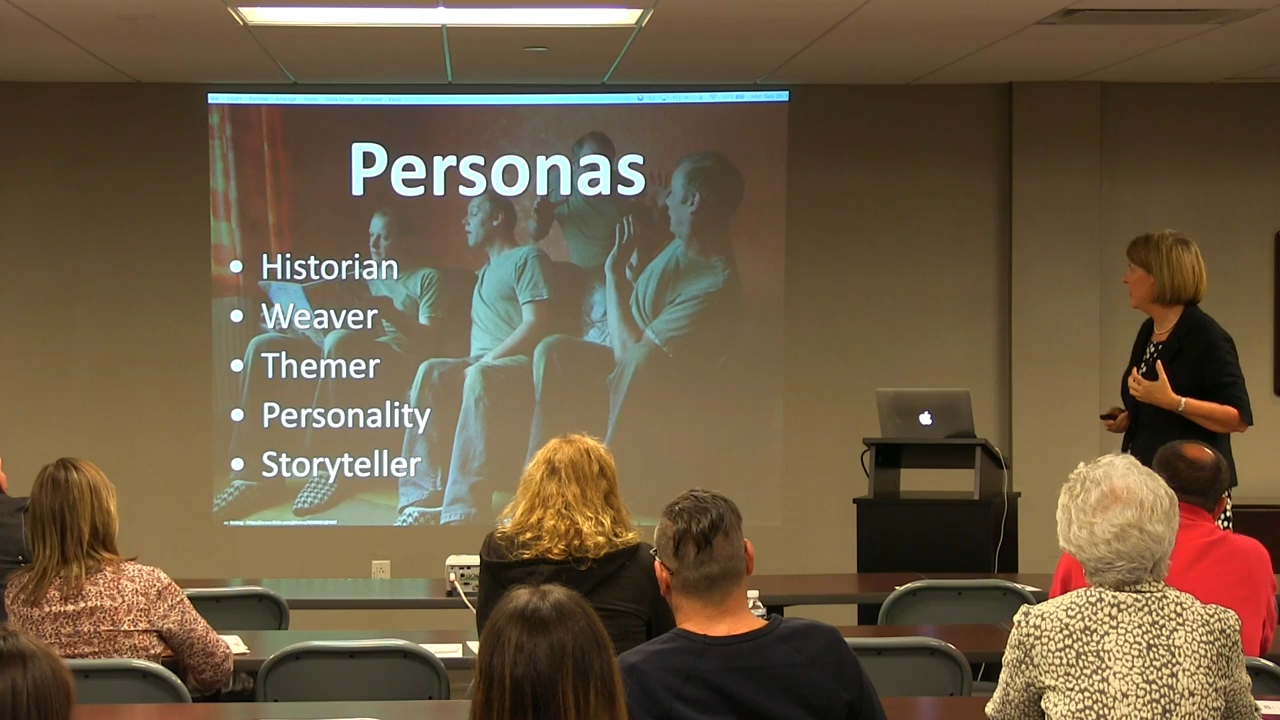 Personas
• Historian
• Weaver
• Themer
• Personality
• Storyteller